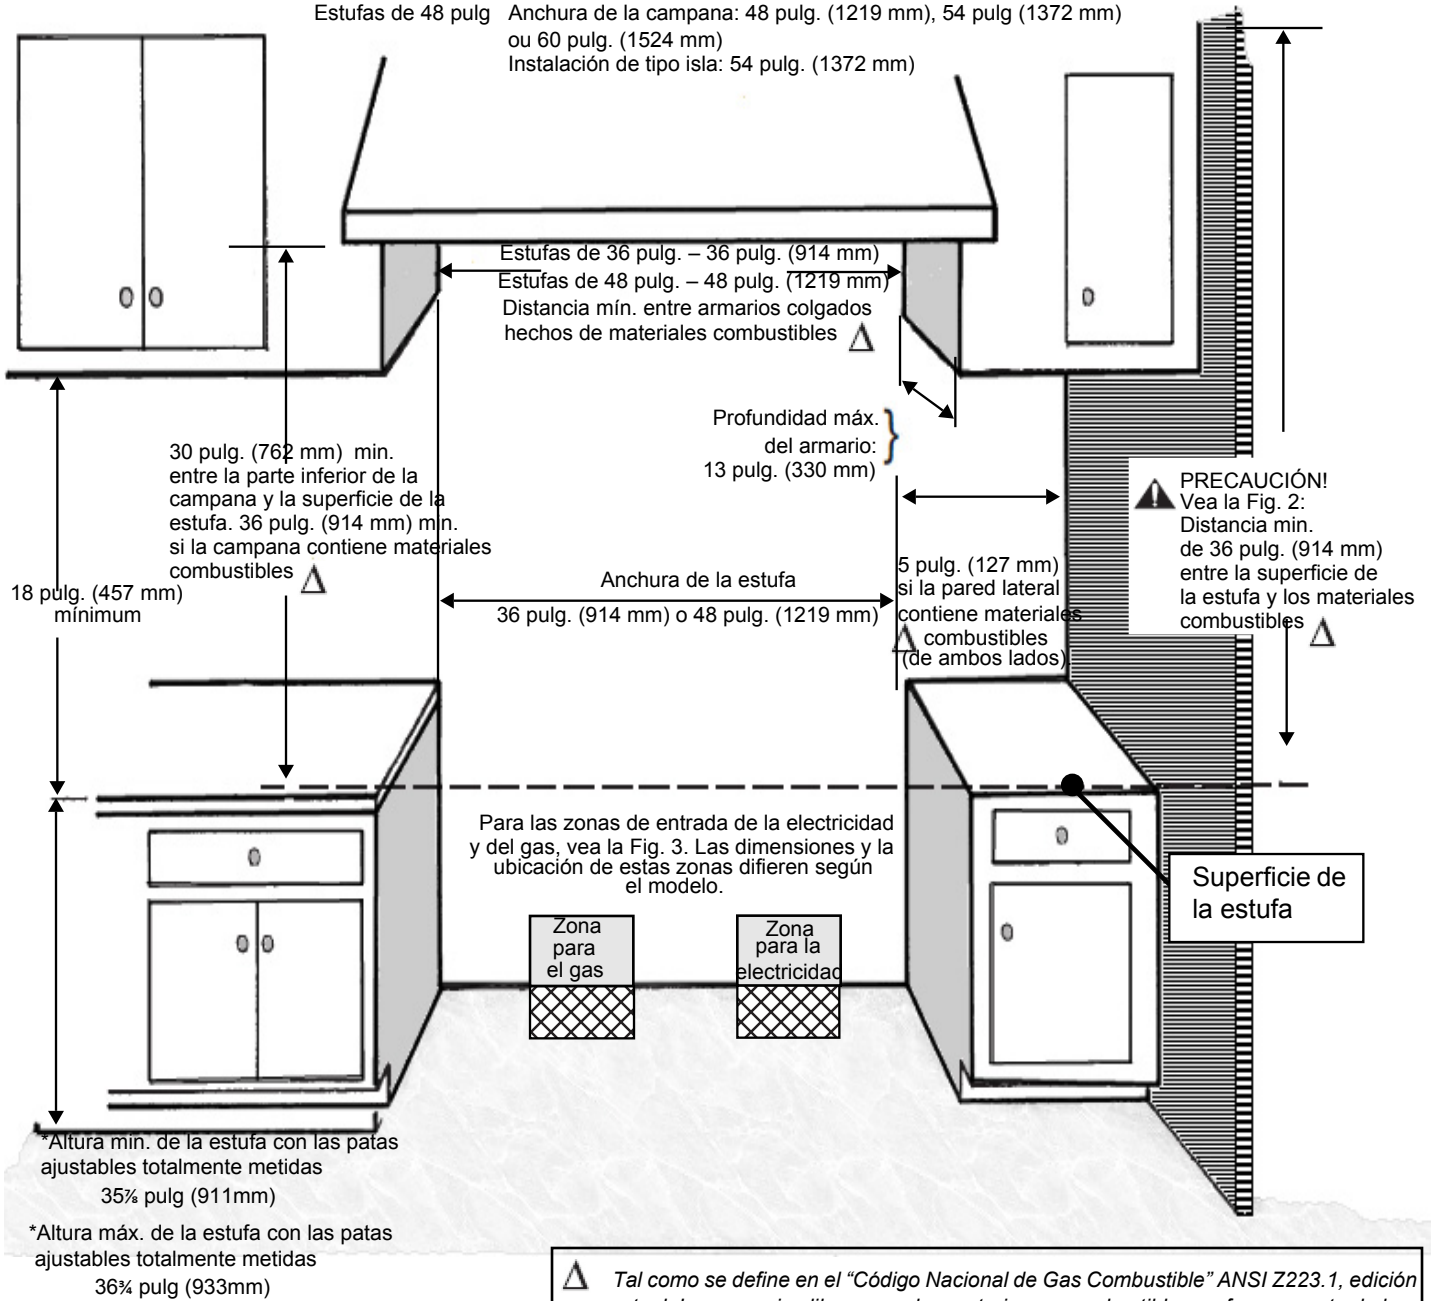 Estufas de 48 pulg Anchura de la campana: 48 pulg. (1219 mm), 54 pulg (1372 mm)
ou 60 pulg. (1524 mm)
Instalación de tipo isla: 54 pulg. (1372 mm)
Estufas de 36 pulg. – 36 pulg. (914 mm)
Estufas de 48 pulg. – 48 pulg. (1219 mm)
Distancia mín. entre armarios colgados
hechos de materiales combustibles
Profundidad máx.
del armario:
13 pulg. (330 mm)
30 pulg. (762 mm) min.
entre la parte inferior de la
campana y la superficie de la
estufa. 36 pulg. (914 mm) min.
si la campana contiene materiales
combustibles
18 pulg. (457 mm)
mínimum
Anchura de la estufa
36 pulg. (914 mm) o 48 pulg. (1219 mm)
5 pulg. (127 mm)
si la pared lateral
contiene materiales
combustibles
(de ambos lados)
PRECAUCIÓN!
Vea la Fig. 2:
Distancia min.
de 36 pulg. (914 mm)
entre la superficie de
la estufa y los materiales
combustibles
Para las zonas de entrada de la electricidad
y del gas, vea la Fig. 3. Las dimensiones y la
ubicación de estas zonas difieren según
el modelo.
Zona
para
el gas
Zona
para la
electricidad
Superficie de
la estufa
*Altura mín. de la estufa con las patas
ajustables totalmente metidas
35⅞ pulg (911mm)
*Altura máx. de la estufa con las patas
ajustables totalmente metidas
36¾ pulg (933mm)
Tal como se define en el “Código Nacional de Gas Combustible” ANSI Z223.1, edición